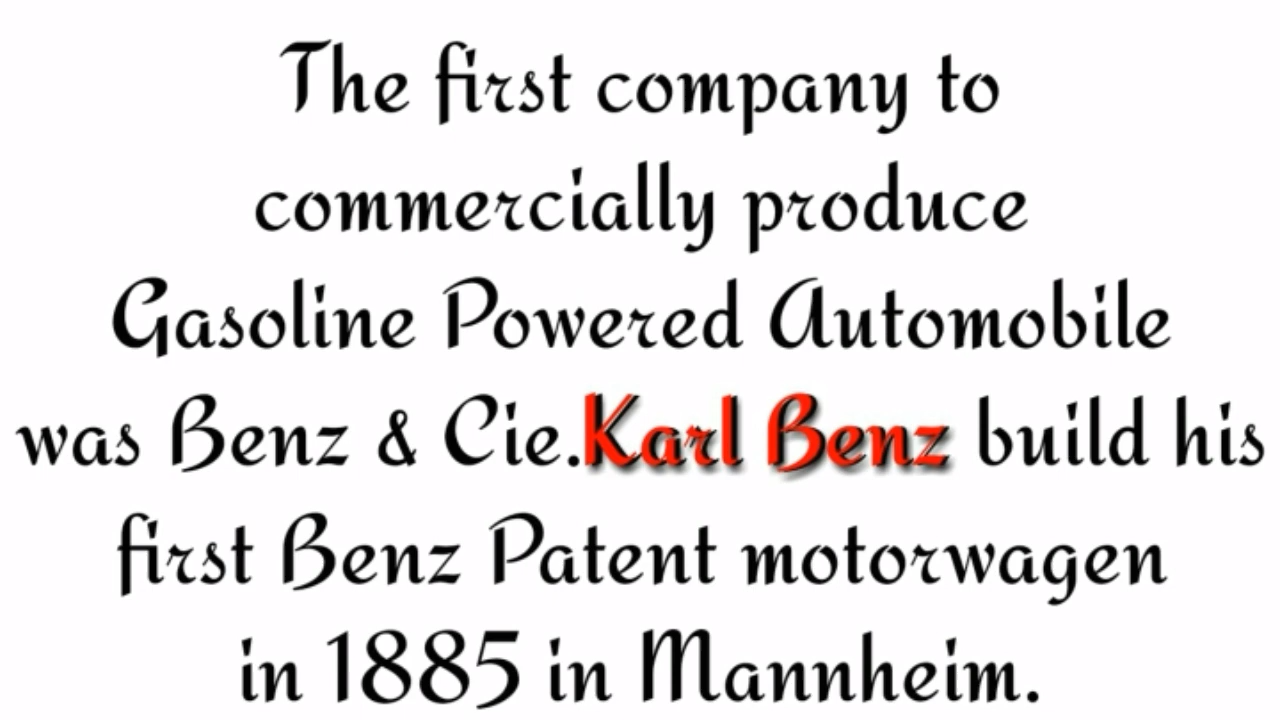 The first company to
commercially produce
Gasoline Powered Automobile
was Benz & Cie.Karl Benz build his
first Benz Patent motorwagen
in 1885 in Mannheim.